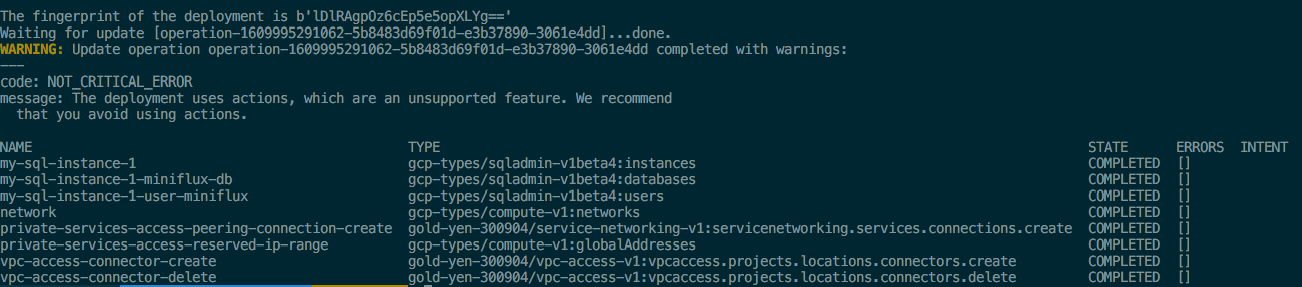 The fingerprint of the deployment is b'lDlRAgpOz6cEp5e5opXLYg=='
Waiting for update [operation-1609995291062-5b8483d69f01d-e3b37890-3061e4dd]...done.
WARNING: Update operation operation-1609995291062-5b8483d69f01d-e3b37890-3061e4dd completed with warnings:
---
code: NOT_CRITICAL_ERROR
message: The deployment uses actions, which are an unsupported feature. We recommend
  that you avoid using actions.
NAME TYPE STATE ERRORS INTENT
my-sql-instance-1 gcp-types/sqladmin-v1beta4:instances COMPLETED []
my-sql-instance-1-miniflux-db gcp-types/sqladmin-v1beta4:databases COMPLETED []
my-sql-instance-1-user-miniflux gcp-types/sqladmin-v1beta4:users COMPLETED []
network gcp-types/compute-v1:networks COMPLETED []
private-services-access-peering-connection-create gold-yen-300904/service-networking-v1:servicenetworking.services.connections.create COMPLETED []
private-services-access-reserved-ip-range gcp-types/compute-v1:globalAddresses COMPLETED []
vpc-access-connector-create gold-yen-300904/vpc-access-v1:vpcaccess.projects.locations.connectors.create COMPLETED []
vpc-access-connector-delete gold-yen-300904/vpc-access-v1:vpcaccess.projects.locations.connectors.delete COMPLETED []